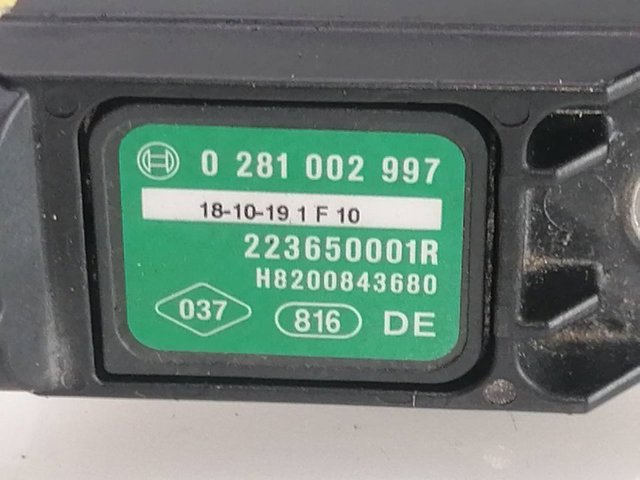 0 281 002 997
18-10-19 1 F 10
223650001R
H8200843680
037 816 DE